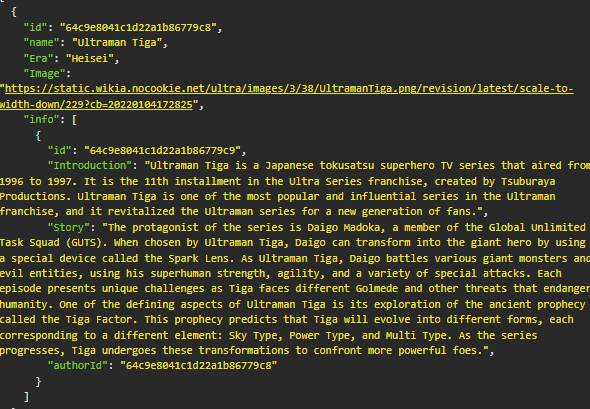 {
"id": "64c9e8041c1d22a1b86779c8",
"name": "Ultraman Tiga",
"Era": "Heisei",
"Image":
"https://static.wikia.nocookie.net/ultra/images/3/38/UltramanTiga.png/revision/latest/scale-to-
width-down/229?cb=20220104172825",
"info": [
{
"id": "64c9e8041c1d22a1b86779c9",
"Introduction": "Ultraman Tiga is a Japanese tokusatsu superhero TV series that aired from
1996 to 1997. It is the 11th installment in the Ultra Series franchise, created by Tsuburaya
Productions. Ultraman Tiga is one of the most popular and influential series in the Ultraman
franchise, and it revitalized the Ultraman series for a new generation of fans.",
"story": "The protagonist of the series is Daigo Madoka, a member of the Global Unlimited
Task Squad (GUTS). When chosen by Ultraman Tiga, Daigo can transform into the giant hero by using
a special device called the Spark Lens. As Ultraman Tiga, Daigo battles various giant monsters and
evil entities, using his superhuman strength, agility, and a variety of special attacks. Each
episode presents unique challenges as Tiga faces different Golmede and other threats that endanger
humanity. One of the defining aspects of Ultraman Tiga is its exploration of the ancient prophecy
called the Tiga Factor. This prophecy predicts that Tiga will evolve into different forms, each
corresponding to a different element: Sky Type, Power Type, and Multi Type. As the series
progresses, Tiga undergoes these transformations to confront more powerful foes.",
"authorId": "64c9e8041c1d22a1b86779c8"
}
]